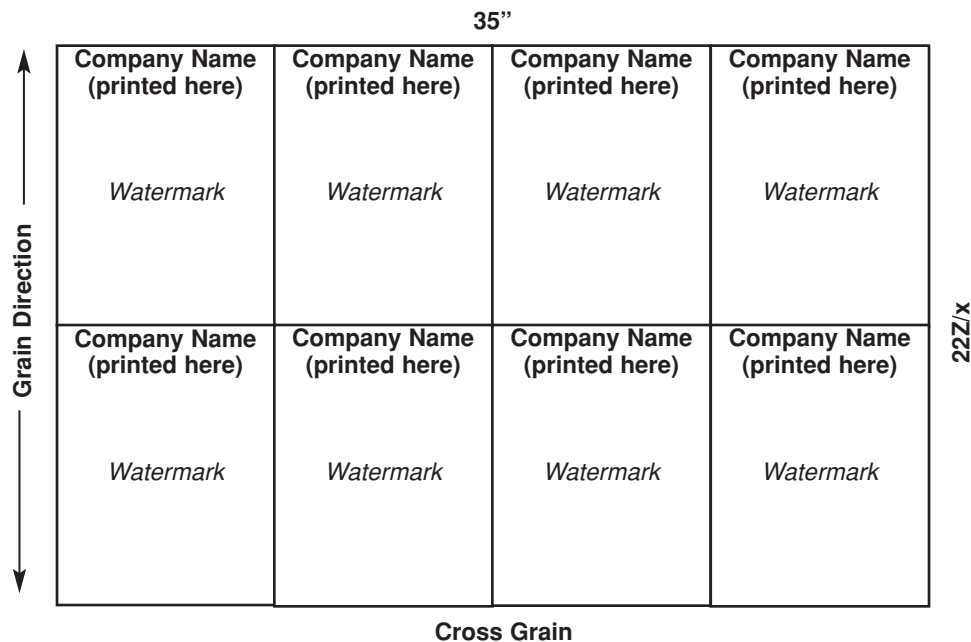 35”
Company Name
(printed here)
Company Name
(printed here)
Company Name
(printed here)
Company Name
(printed here)
Watermark
Watermark
Watermark
Watermark
Grain Direction
22Z/x
Company Name
(printed here)
Company Name
(printed here)
Company Name
(printed here)
Company Name
(printed here)
Watermark
Watermark
Watermark
Watermark
Cross Grain